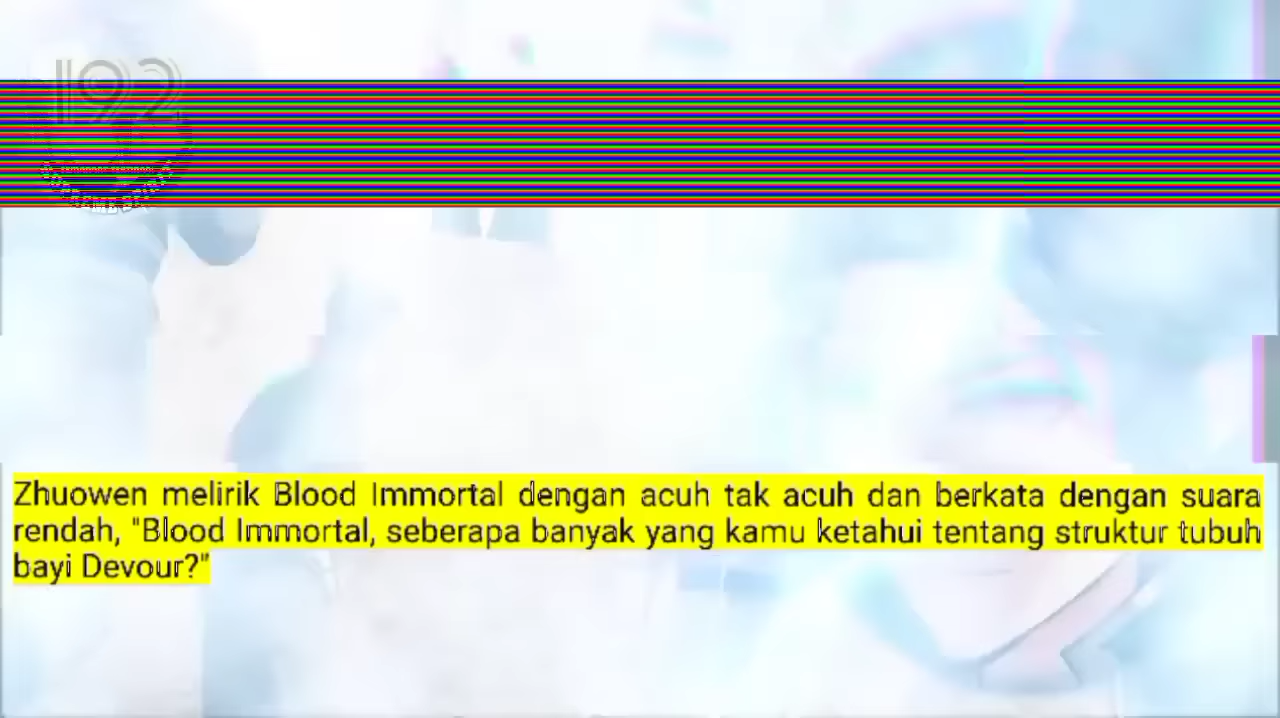 192
Zhuowen melirik Blood Immortal dengan acuh tak acuh dan berkata dengan suara
rendah, "Blood Immortal, seberapa banyak yang kamu ketahui tentang struktur tubuh
bayi Devour?"